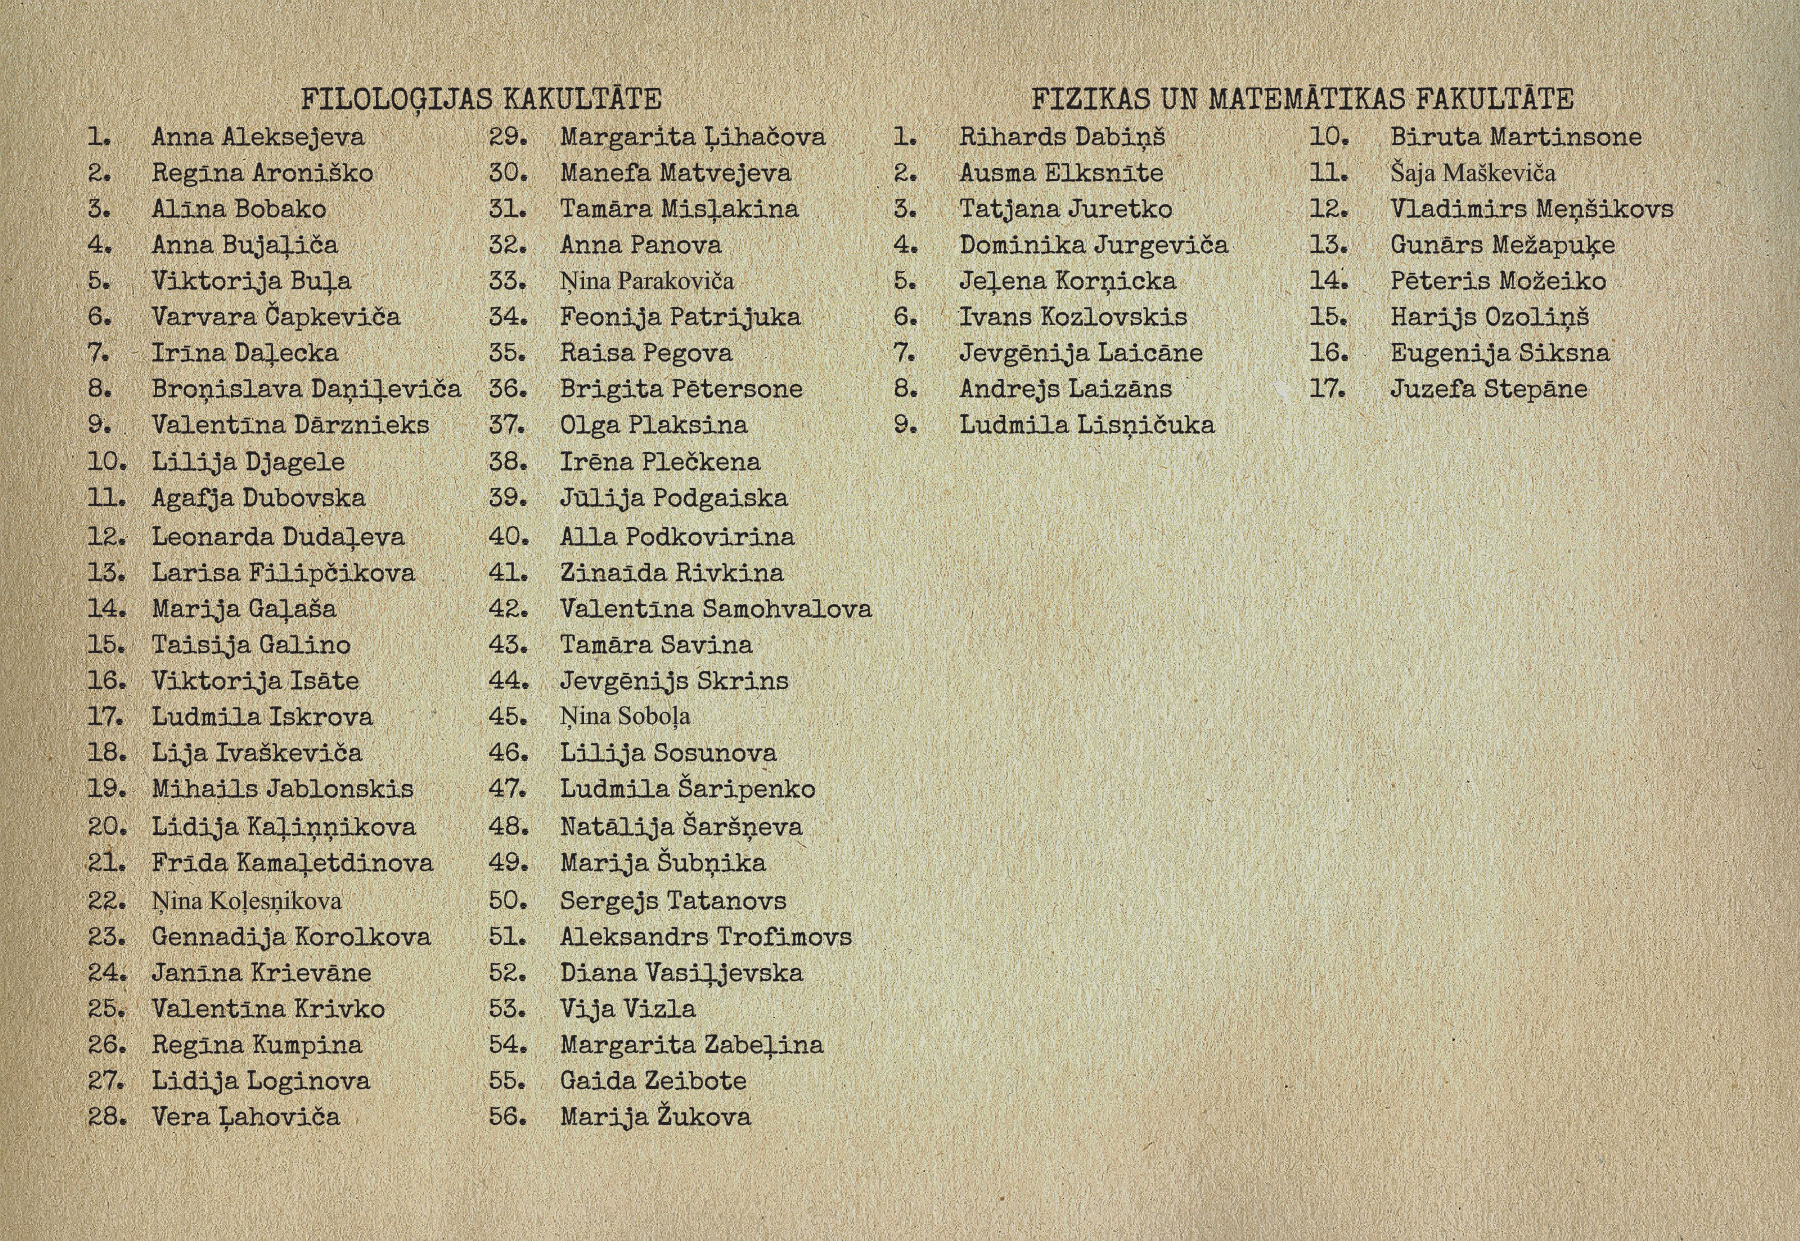 FILOLOĢIJAS KAKULTĀTE
1. Anna Aleksejeva
2. Regīna Aroniško
3. Alīna Bobako
4. Anna Bujaļiča
5. Viktorija Buļa
6. Varvara Čapkeviča
7. Irīna Daļecka
8. Broņislava Daņiļeviča
9. Valentīna Dārznieks
10. Lilija Djagele
11. Agafja Dubovska
12. Leonarda Dudaļeva
13. Larisa Filipčikova
14. Marija Gaļaša
15. Taisija Galino
16. Viktorija Isāte
17. Ludmila Iskrova
18. Lija Ivaškeviča
19. Mihails Jablonskis
20. Lidija Kaļiņņikova
21. Frīda Kamaļetdinova
22. Ņina Koļesņikova
23. Gennadija Korolkova
24. Janīna Krievāne
25. Valentīna Krivko
26. Regīna Kumpina
27. Lidija Loginova
28. Vera Ļahoviča
29. Margarita Ļihačova
30. Manefa Matvejeva
31. Tamāra Misļakina
32. Anna Panova
33. Ņina Parakoviča
34. Feonija Patrijuka
35. Raisa Pegova
36. Brigita Pētersone
37. Olga Plaksina
38. Irēna Plečkena
39. Jūlija Podgaiska
40. Alla Podkovirina
41. Zinaīda Rivkina
42. Valentīna Samohvalova
43. Tamāra Savina
44. Jevgēnijs Skrins
45. Ņina Soboļa
46. Lilija Sosunova
47. Ludmila Šaripenko
48. Natālija Šaršņeva
49. Marija Šubņika
50. Sergejs Tatanovs
51. Aleksandrs Trofimovs
52. Diana Vasiļjevska
53. Vija Vizla
54. Margarita Zabeļina
55. Gaida Zeibote
56. Marija Žukova
FIZIKAS UN MATEMĀTIKAS FAKULTĀTE
1. Rihards Dabiņš
2. Ausma Elksnīte
3. Tatjana Juretko
4. Dominika Jurgeviča
5. Jeļena Korņicka
6. Ivans Kozlovskis
7. Jevgēnija Laicāne
8. Andrejs Laizāns
9. Ludmila Lisņičuka
10. Biruta Martinsone
11. Šaja Maškeviča
12. Vladimirs Meņšikovs
13. Gunārs Mežapuķe
14. Pēteris Možeiko
15. Harijs Ozoliņš
16. Eugenija Siksna
17. Juzefa Stepāne